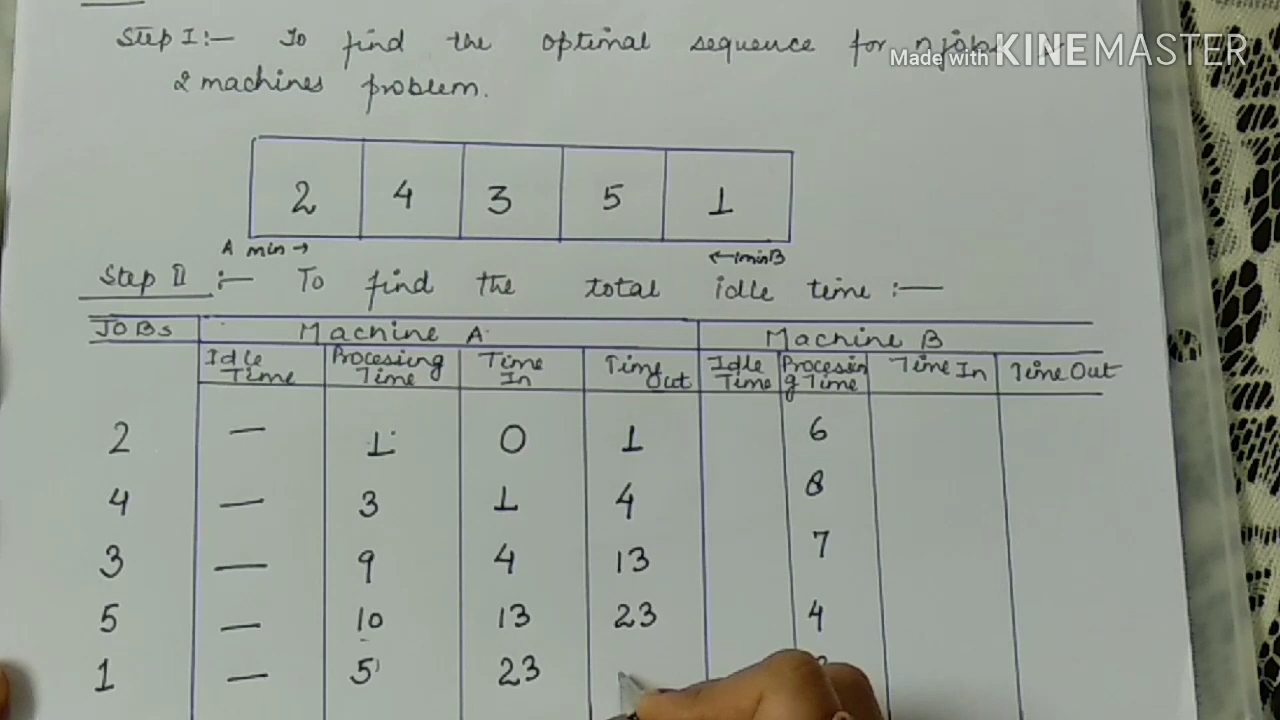 Step I:- To find the optimal sequence for n jobs
2 machines problem.
Made with KINEMASTER
2 4 3 5 1
A min → ← min B
Step II :- To find the total idle time :-
JOBs Machine A Machine B
Idle Time Procesiing Time Time In Time Out Idle Time Procesing Time Time In Time Out
2 — 1 0 1 6
4 — 3 1 4 8
3 — 9 4 13 7
5 — 10 13 23 4
1 — 5 23